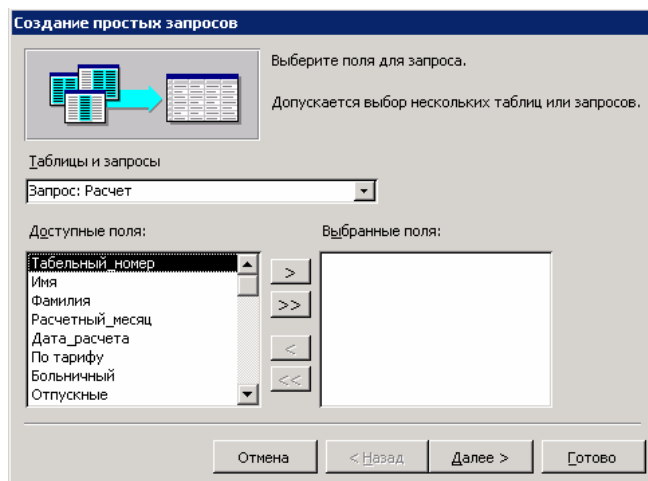 Создание простых запросов
Выберите поля для запроса.
Допускается выбор нескольких таблиц или запросов.
Таблицы и запросы
Запрос: Расчет
Доступные поля:
Выбранные поля:
Табельный_номер
Имя
Фамилия
Расчетный_месяц
Дата_расчета
По тарифу
Больничный
Отпускные
>
>>
<
<<
Отмена
< Назад
Далее >
Готово